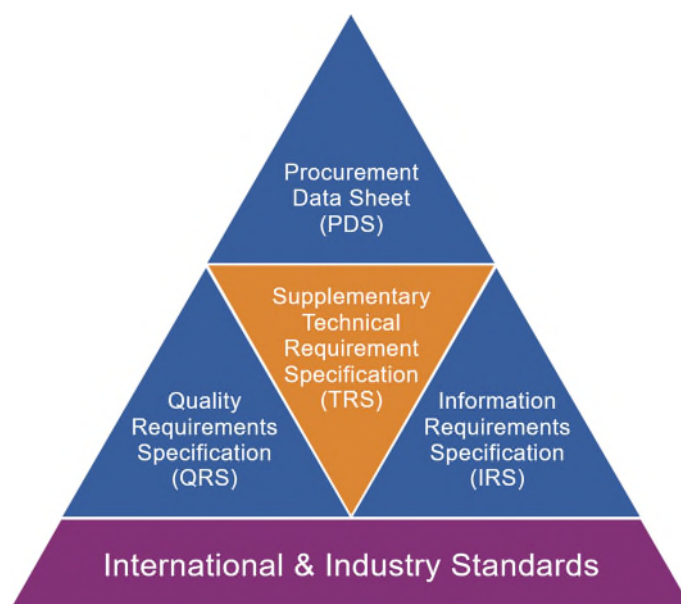 Procurement
Data Sheet
(PDS)
Supplementary
Technical
Requirement
Specification
(TRS)
Quality
Requirements
Specification
(QRS)
Information
Requirements
Specification
(IRS)
International & Industry Standards